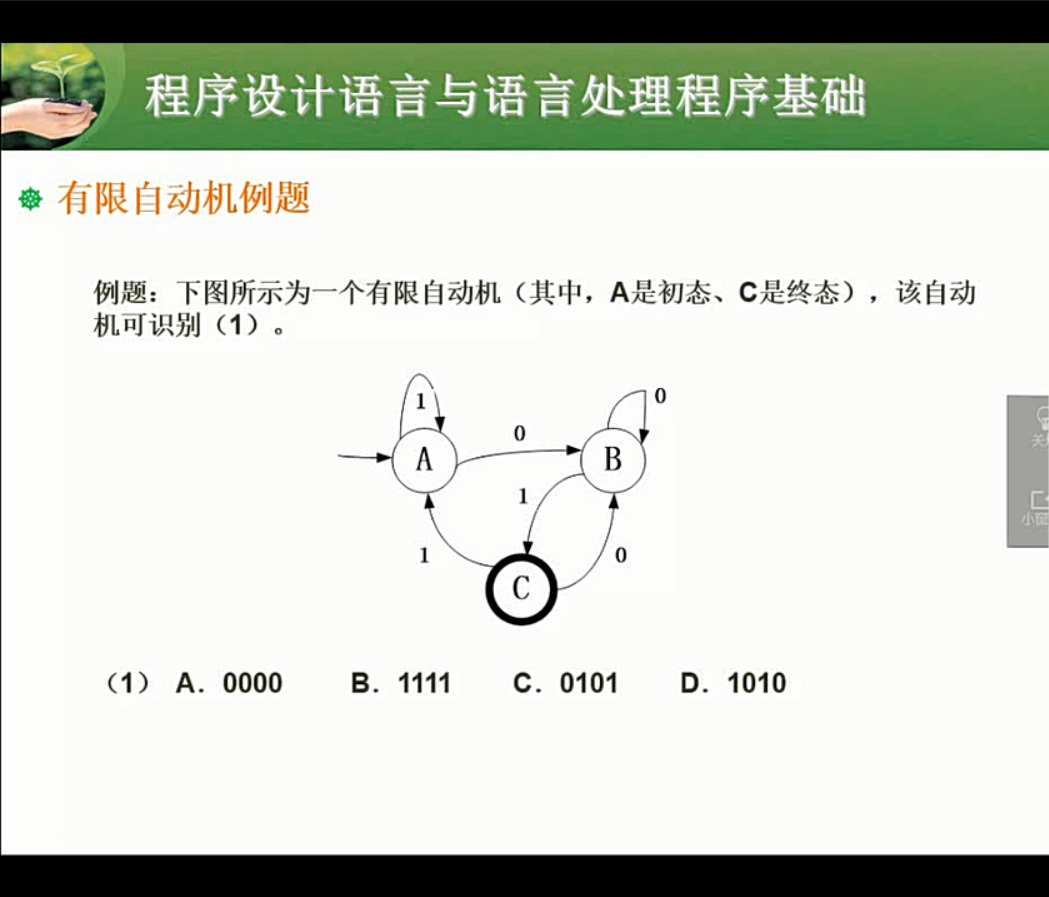 程序设计语言与语言处理程序基础
有限自动机例题
例题：下图所示为一个有限自动机（其中，A是初态、C是终态），该自动
机可识别（1）。
1
0
0
A
B
1
1
0
C
（1） A．0000 B．1111 C．0101 D．1010
关
小窗